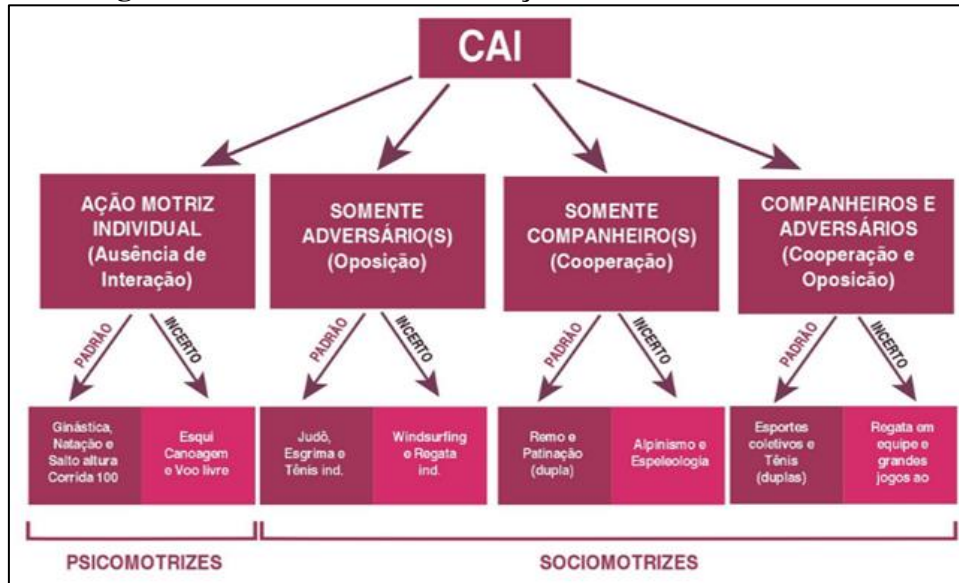 CAI
AÇÃO MOTRIZ
INDIVIDUAL
(Ausência de
Interação)
SOMENTE
ADVERSÁRIO(S)
(Oposição)
SOMENTE
COMPANHEIRO(S)
(Cooperação)
COMPANHEIROS E
ADVERSÁRIOS
(Cooperação e
Oposicão)
PADRÃO
INCERTO
PADRÃO
INCERTO
PADRÃO
INCERTO
PADRÃO
INCERTO
Ginástica,
Natação e
Salto altura
Corrida 100
Esqui
Canoagem
e Voo livre
Judô,
Esgrima e
Tênis ind.
Windsurfing
e Regata
ind.
Remo e
Patinação
(dupla)
Alpinismo e
Espeleologia
Esportes
coletivos e
Tênis
(duplas)
Regata em
equipe e
grandes
jogos ao
PSICOMOTRIZES
SOCIOMOTRIZES